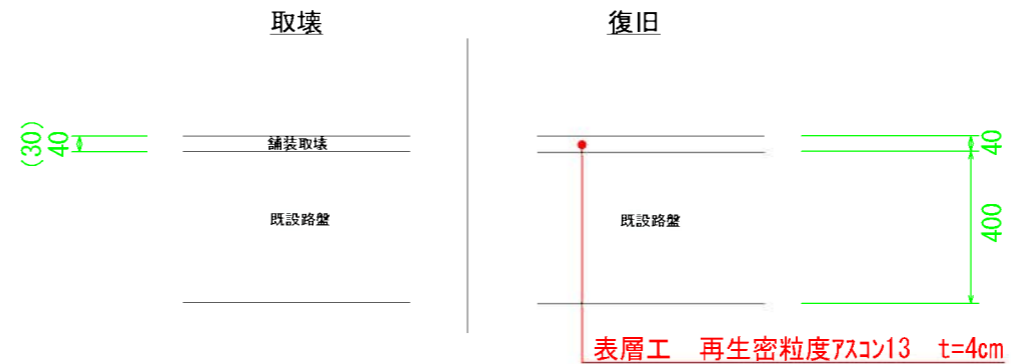 取壊
復旧
(30)
40
舗装取壊
既設路盤
40
既設路盤
400
表層工 再生密粒度ｱｽｺﾝ13 t=4cm